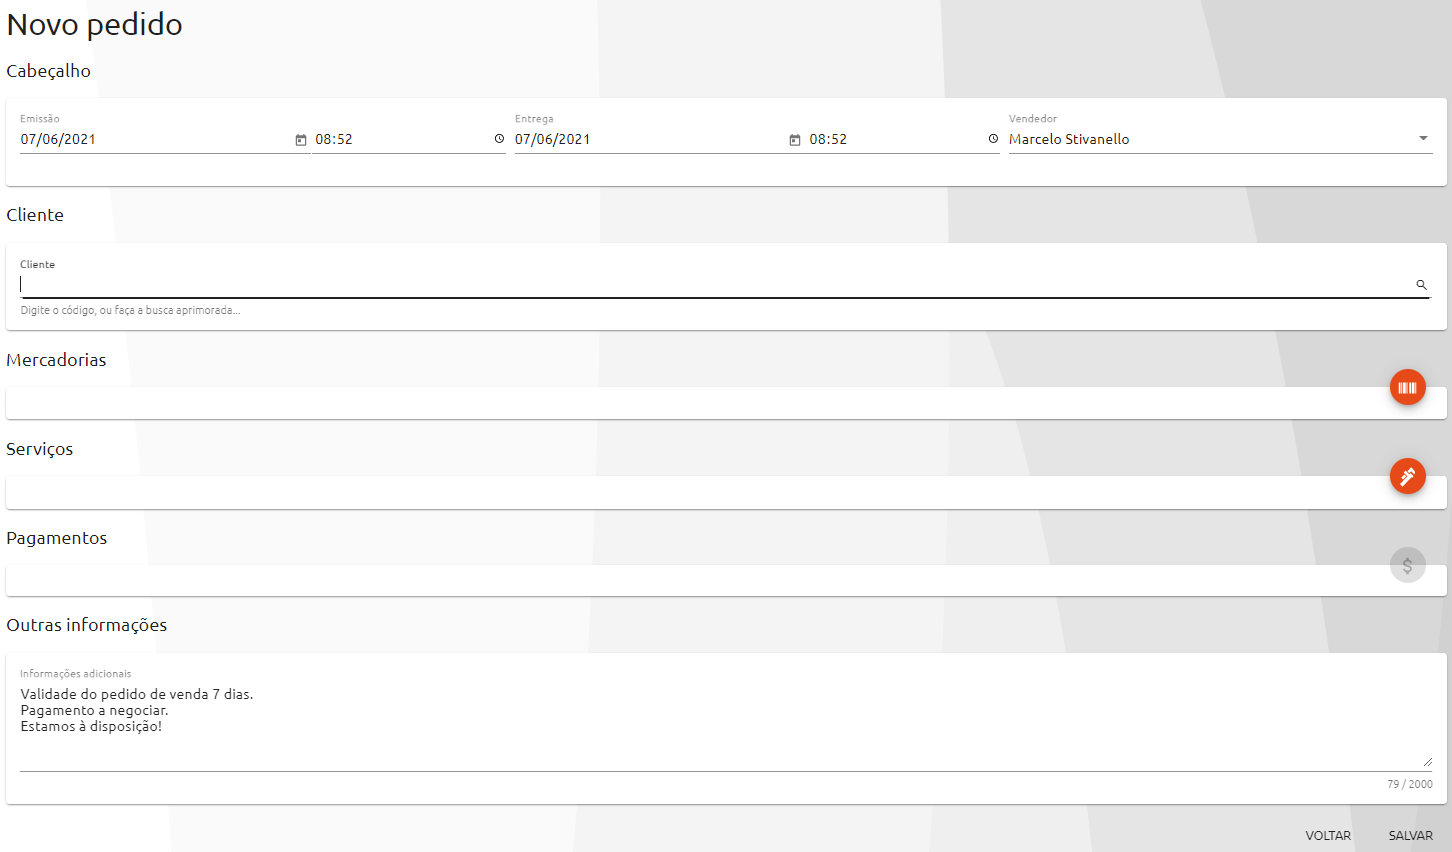 Novo pedido
Cabeçalho
Emissão Entrega Vendedor
07/06/2021 08:52 07/06/2021 08:52 Marcelo Stivanello
Cliente
Cliente
Digite o código, ou faça a busca aprimorada...
Mercadorias
Serviços
Pagamentos
$
Outras informações
Informações adicionais
Validade do pedido de venda 7 dias.
Pagamento a negociar.
Estamos à disposição!
79 / 2000
VOLTAR SALVAR